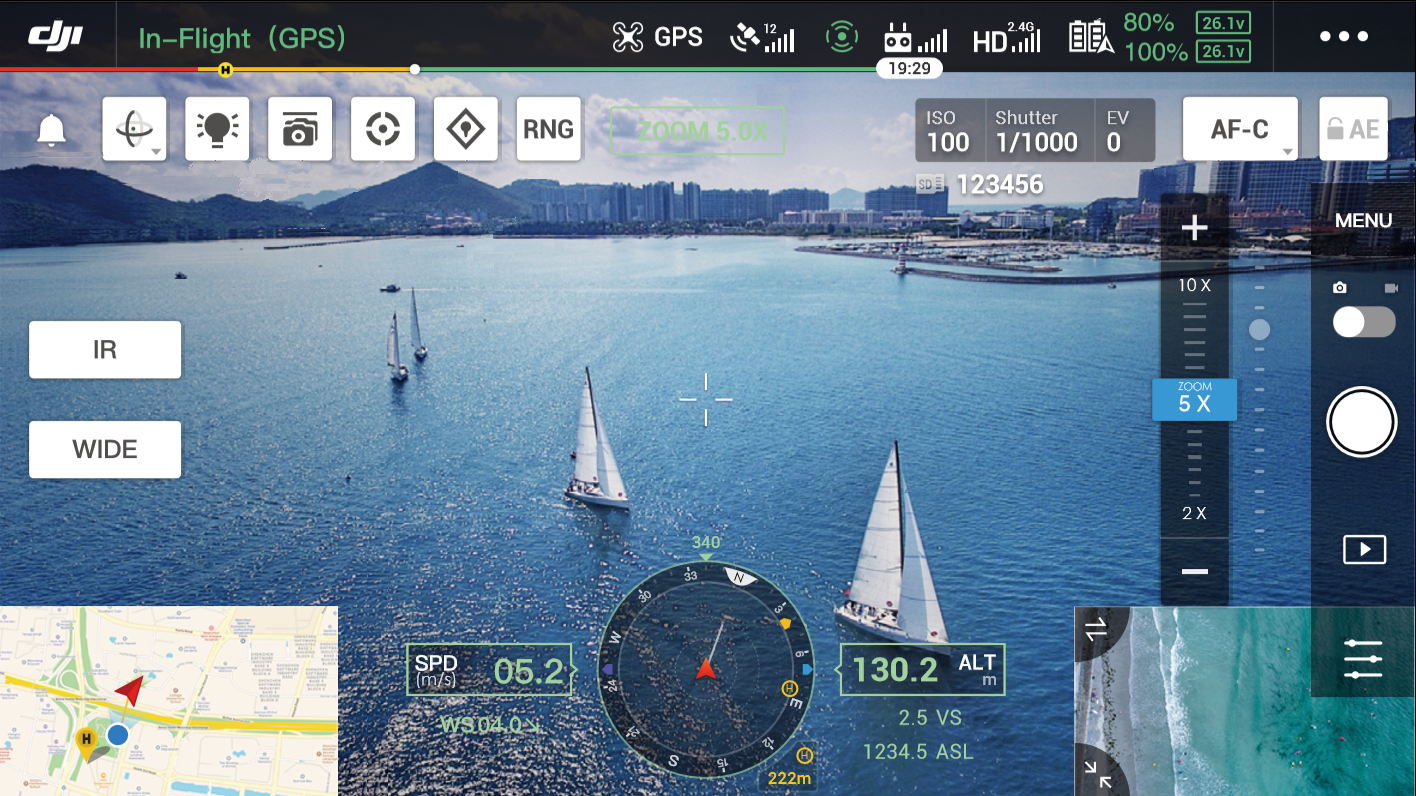 dji
In-Flight (GPS)
GPS
12
HD 2.4G
80% 26.1v
100% 26.1v
H
19:29
RNG
ZOOM 5.0X
ISO
100
Shutter
1/1000
EV
0
AF-C
AE
SD 123456
MENU
+
10 X
ZOOM
5 X
2 X
IR
WIDE
340
33 N 3 6 E 12 15 S 21 24 W 30
SPD
(m/s)
05.2
WS 04.0
130.2
ALT
m
2.5 VS
1234.5 ASL
H
H
222m
H